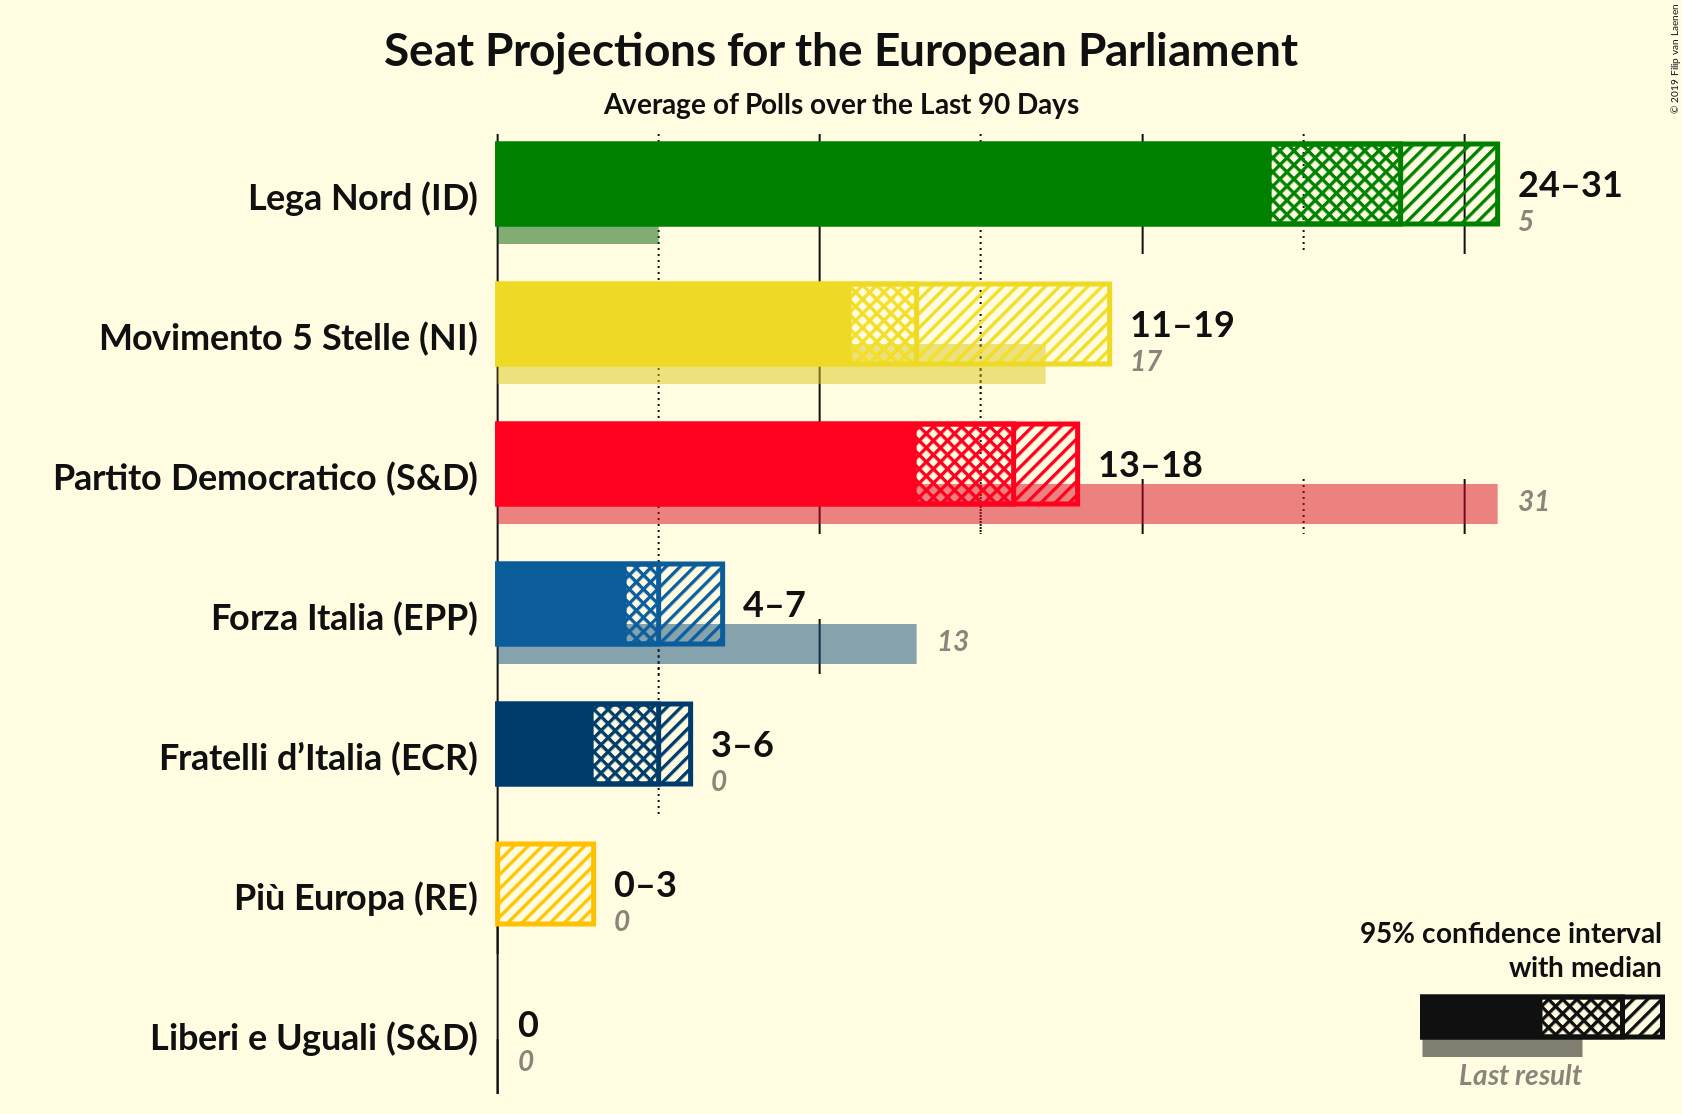 Seat Projections for the European Parliament
Average of Polls over the Last 90 Days
© 2019 Filip van Laenen
Lega Nord (ID)
24–31
5
Movimento 5 Stelle (NI)
11–19
17
Partito Democratico (S&D)
13–18
31
Forza Italia (EPP)
4–7
13
Fratelli d’Italia (ECR)
3–6
0
Più Europa (RE)
0–3
0
Liberi e Uguali (S&D)
0
0
95% confidence interval
with median
Last result